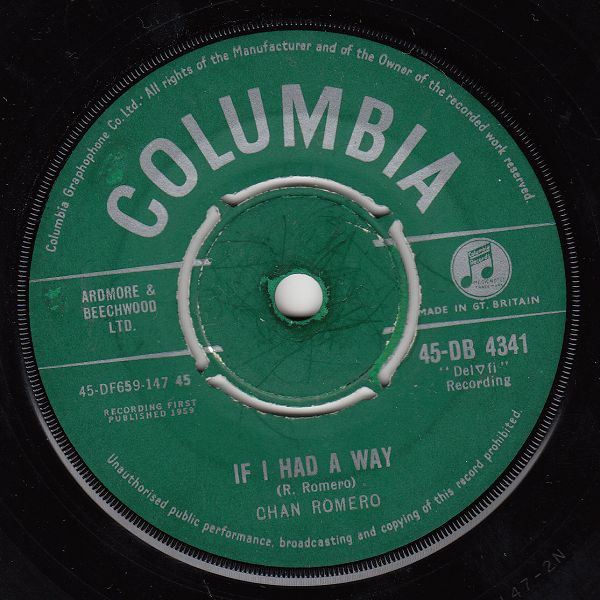 Columbia Graphophone Co. Ltd. All rights of the Manufacturer and of the Owner of the recorded work reserved.
COLUMBIA
ARDMORE &
BEECHWOOD
LTD.
MADE IN GT. BRITAIN
45-DB 4341
"Del▽fi"
Recording
45-DF659-147 45
RECORDING FIRST
PUBLISHED 1959
IF I HAD A WAY
(R. Romero)
CHAN ROMERO
Unauthorised public performance, broadcasting and copying of this record prohibited.